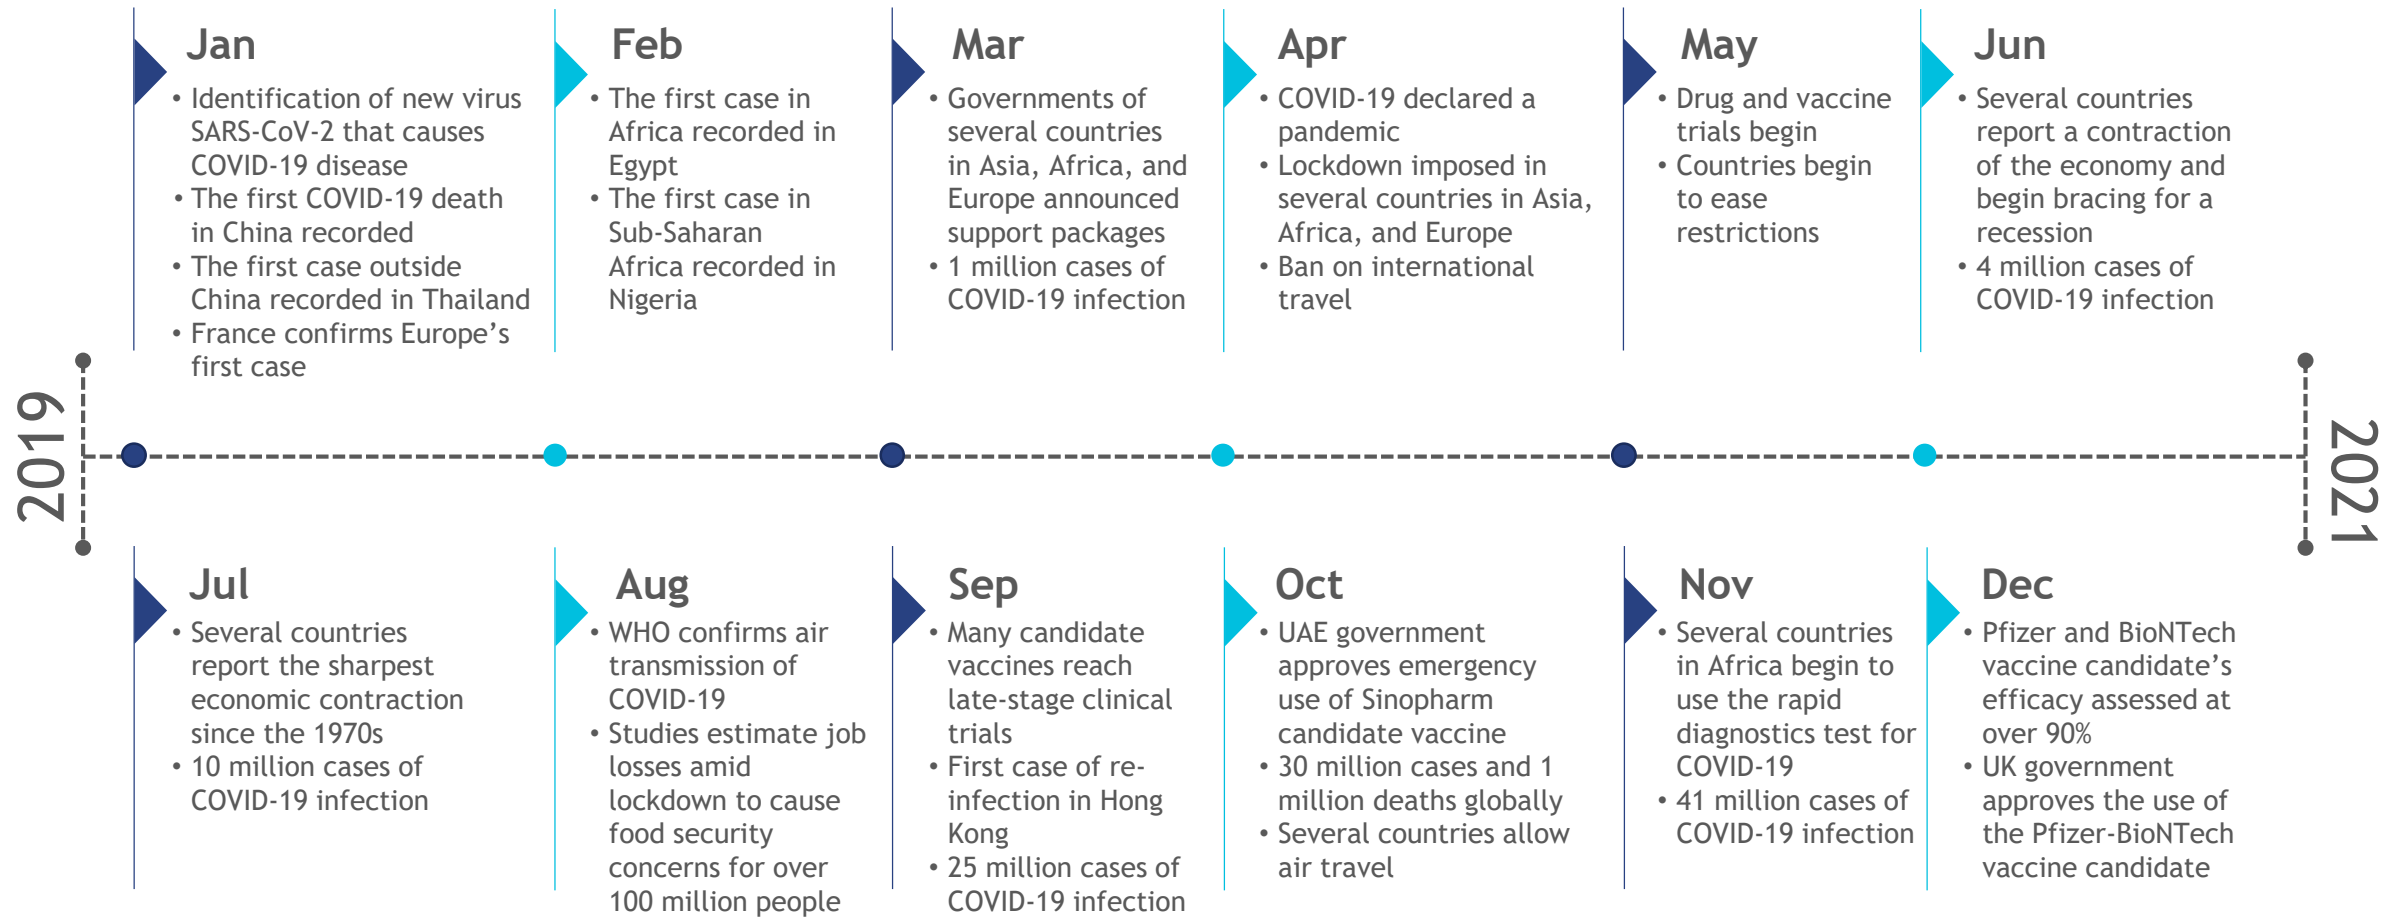 2019
Jan
• Identification of new virus
SARS-CoV-2 that causes
COVID-19 disease
• The first COVID-19 death
in China recorded
• The first case outside
China recorded in Thailand
• France confirms Europe’s
first case
Feb
• The first case in
Africa recorded in
Egypt
• The first case in
Sub-Saharan
Africa recorded in
Nigeria
Mar
• Governments of
several countries
in Asia, Africa, and
Europe announced
support packages
• 1 million cases of
COVID-19 infection
Apr
• COVID-19 declared a
pandemic
• Lockdown imposed in
several countries in Asia,
Africa, and Europe
• Ban on international
travel
May
• Drug and vaccine
trials begin
• Countries begin
to ease
restrictions
Jun
• Several countries
report a contraction
of the economy and
begin bracing for a
recession
• 4 million cases of
COVID-19 infection
Jul
• Several countries
report the sharpest
economic contraction
since the 1970s
• 10 million cases of
COVID-19 infection
Aug
• WHO confirms air
transmission of
COVID-19
• Studies estimate job
losses amid
lockdown to cause
food security
concerns for over
100 million people
Sep
• Many candidate
vaccines reach
late-stage clinical
trials
• First case of re-
infection in Hong
Kong
• 25 million cases of
COVID-19 infection
Oct
• UAE government
approves emergency
use of Sinopharm
candidate vaccine
• 30 million cases and 1
million deaths globally
• Several countries allow
air travel
Nov
• Several countries
in Africa begin to
use the rapid
diagnostics test for
COVID-19
• 41 million cases of
COVID-19 infection
Dec
• Pfizer and BioNTech
vaccine candidate’s
efficacy assessed at
over 90%
• UK government
approves the use of
the Pfizer-BioNTech
vaccine candidate
2021